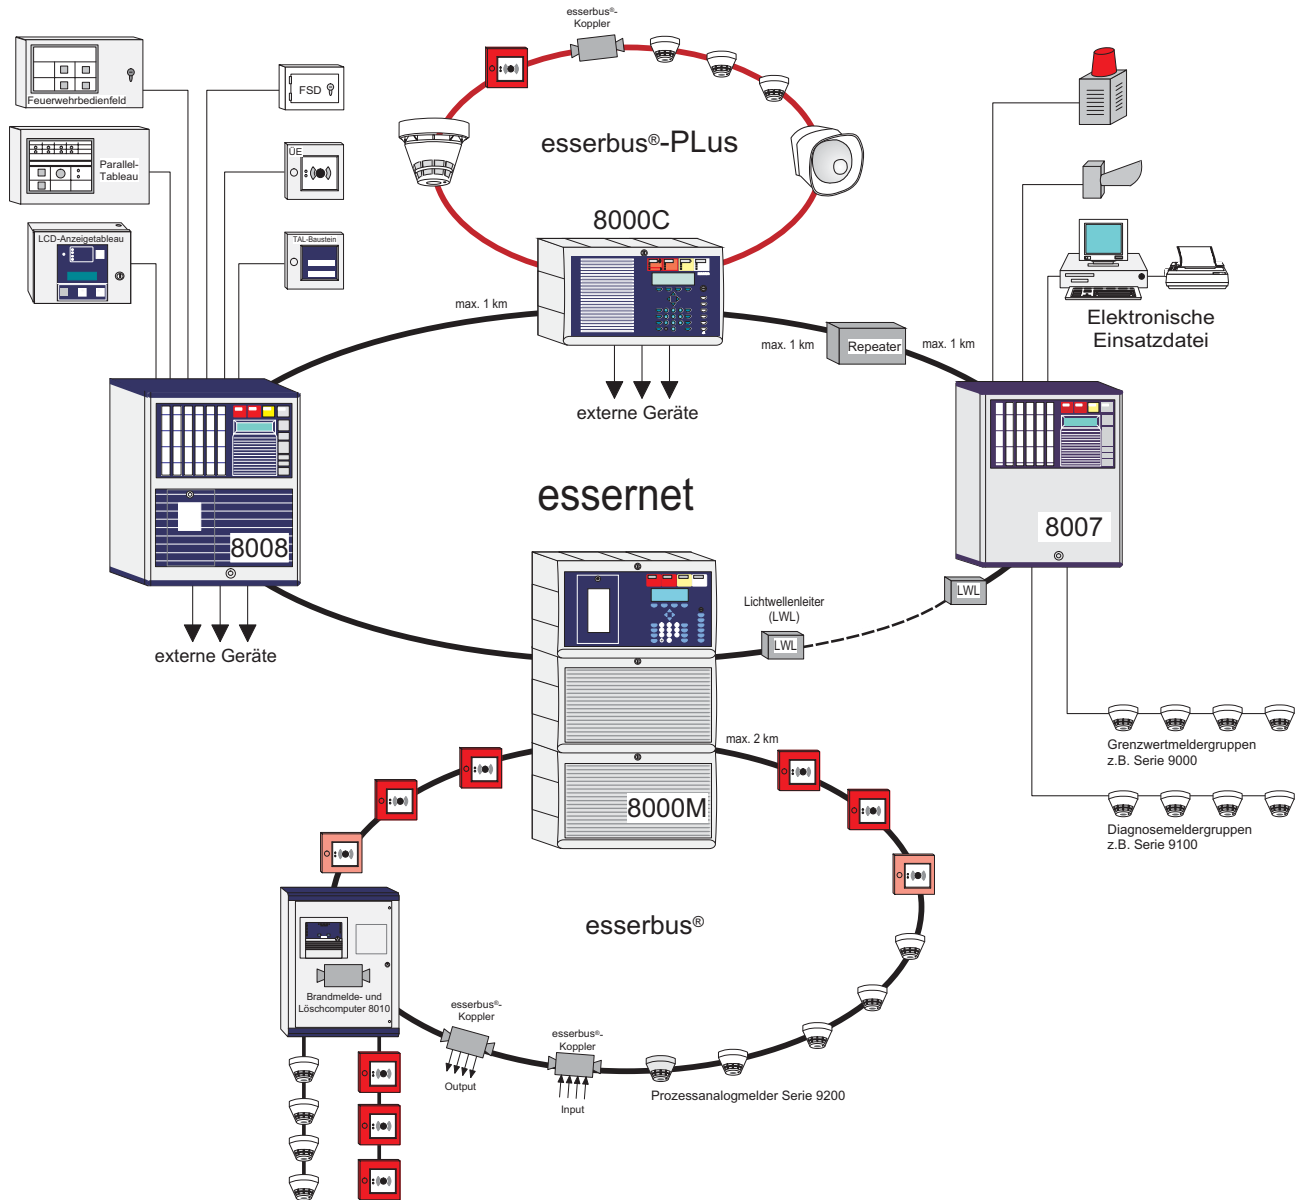 esserbus®-
Koppler
Feuerwehrbedienfeld
FSD
esserbus®-PLus
ÜE
Parallel-
Tableau
8000C
LCD-Anzeigetableau
TAL-Baustein
max. 1 km
Elektronische
Einsatzdatei
max. 1 km
Repeater
max. 1 km
externe Geräte
essernet
8008
8007
Lichtwellenleiter
(LWL)
LWL
LWL
externe Geräte
max. 2 km
Grenzwertmeldergruppen
z.B. Serie 9000
8000M
Diagnosemeldergruppen
z.B. Serie 9100
esserbus®
Brandmelde- und
Löschcomputer 8010
esserbus®-
Koppler
esserbus®-
Koppler
Output
Input
Prozessanalogmelder Serie 9200